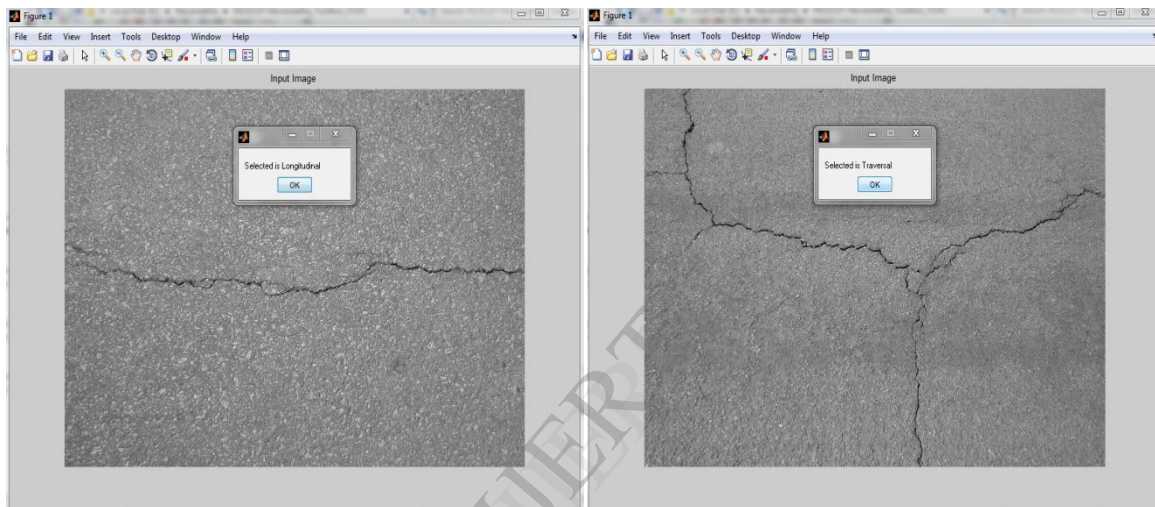 Figure 1
File Edit View Insert Tools Desktop Window Help
Input Image
Selected is Longitudinal
OK
Figure 1
File Edit View Insert Tools Desktop Window Help
Input Image
Selected is Traversal
OK
IJERT